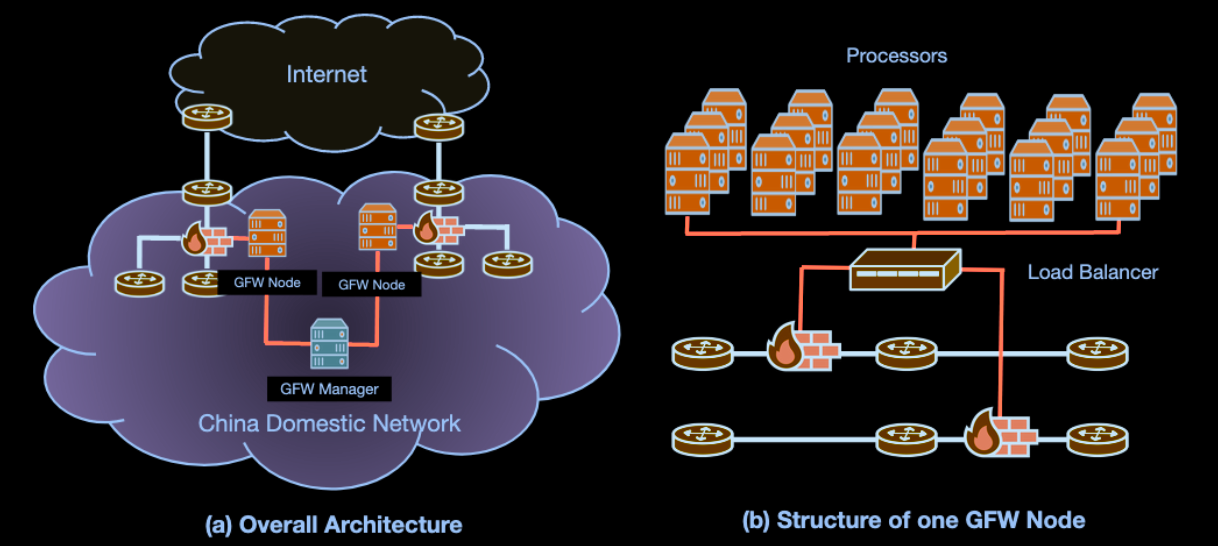 Internet
GFW Node
GFW Node
GFW Manager
China Domestic Network
(a) Overall Architecture
Processors
Load Balancer
(b) Structure of one GFW Node